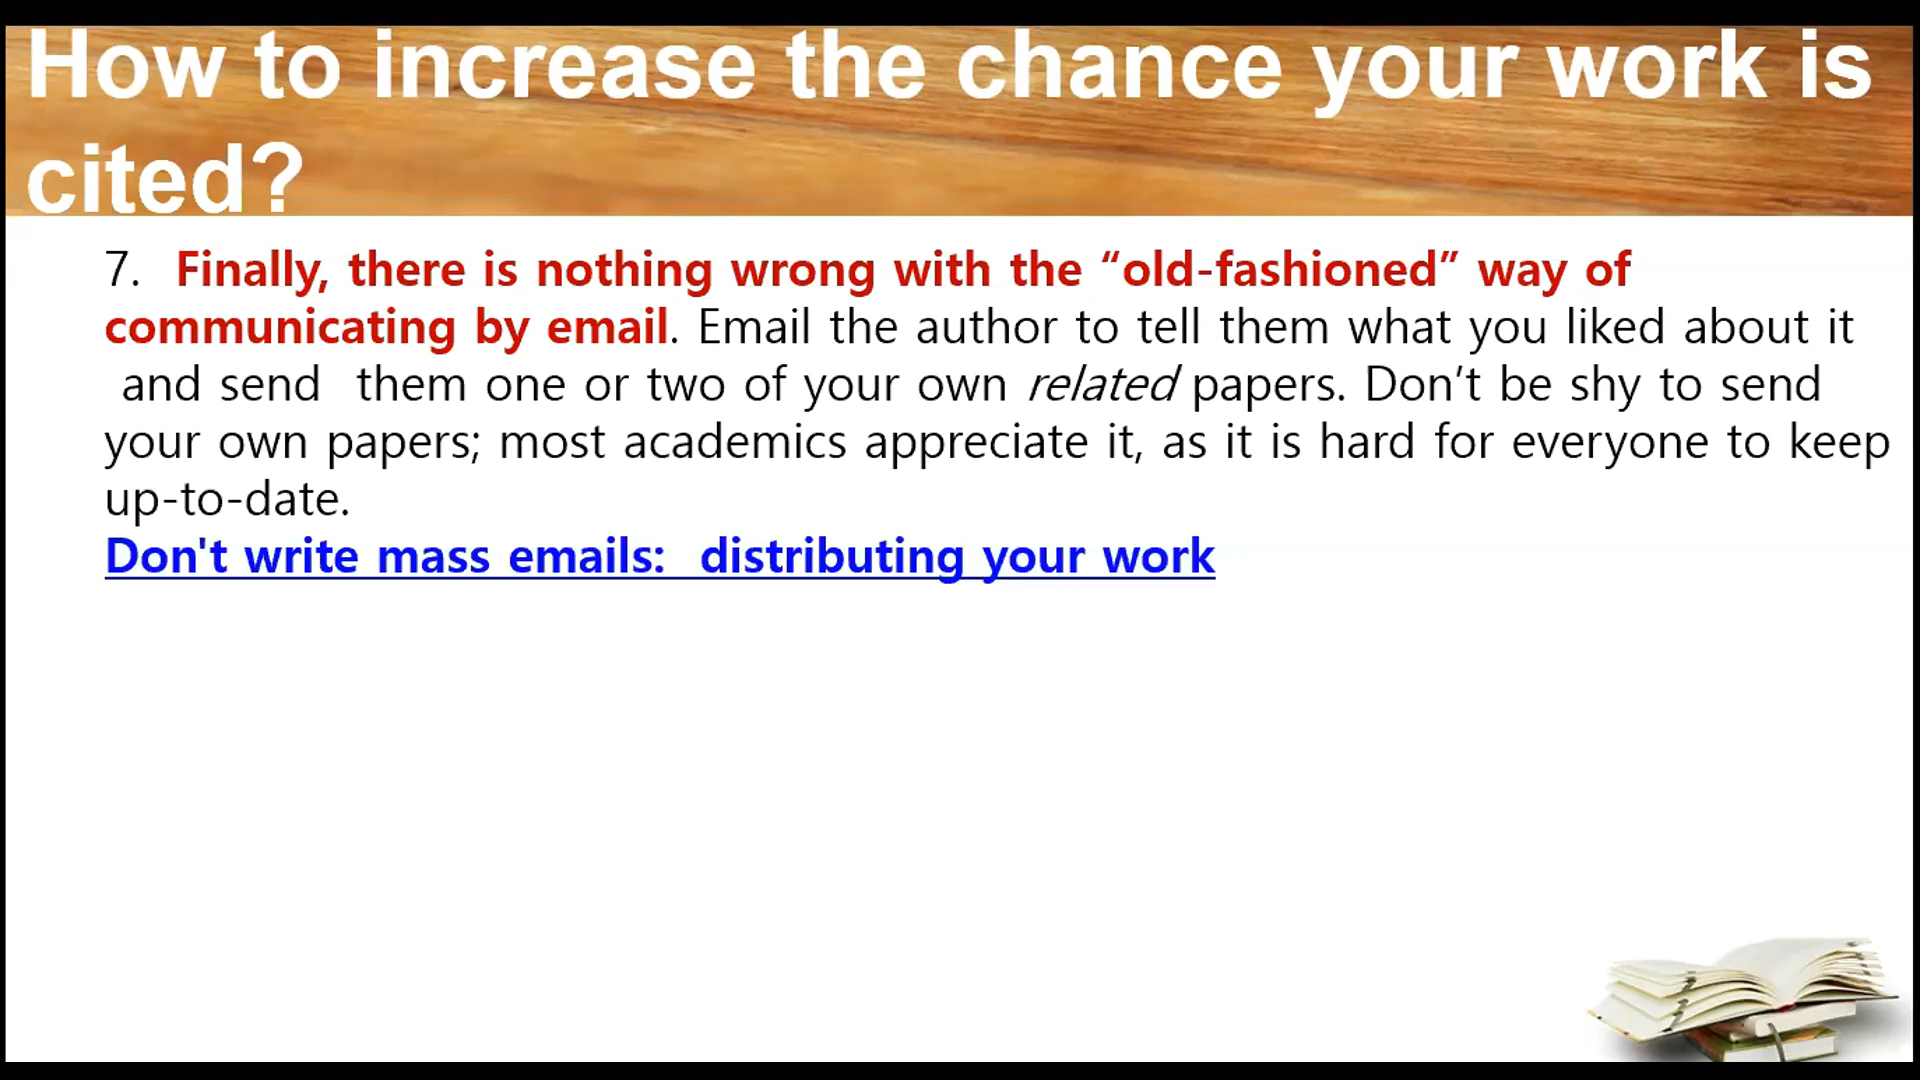 How to increase the chance your work is
cited?
7. Finally, there is nothing wrong with the “old-fashioned” way of
communicating by email. Email the author to tell them what you liked about it
and send them one or two of your own related papers. Don’t be shy to send
your own papers; most academics appreciate it, as it is hard for everyone to keep
up-to-date.
Don't write mass emails: distributing your work